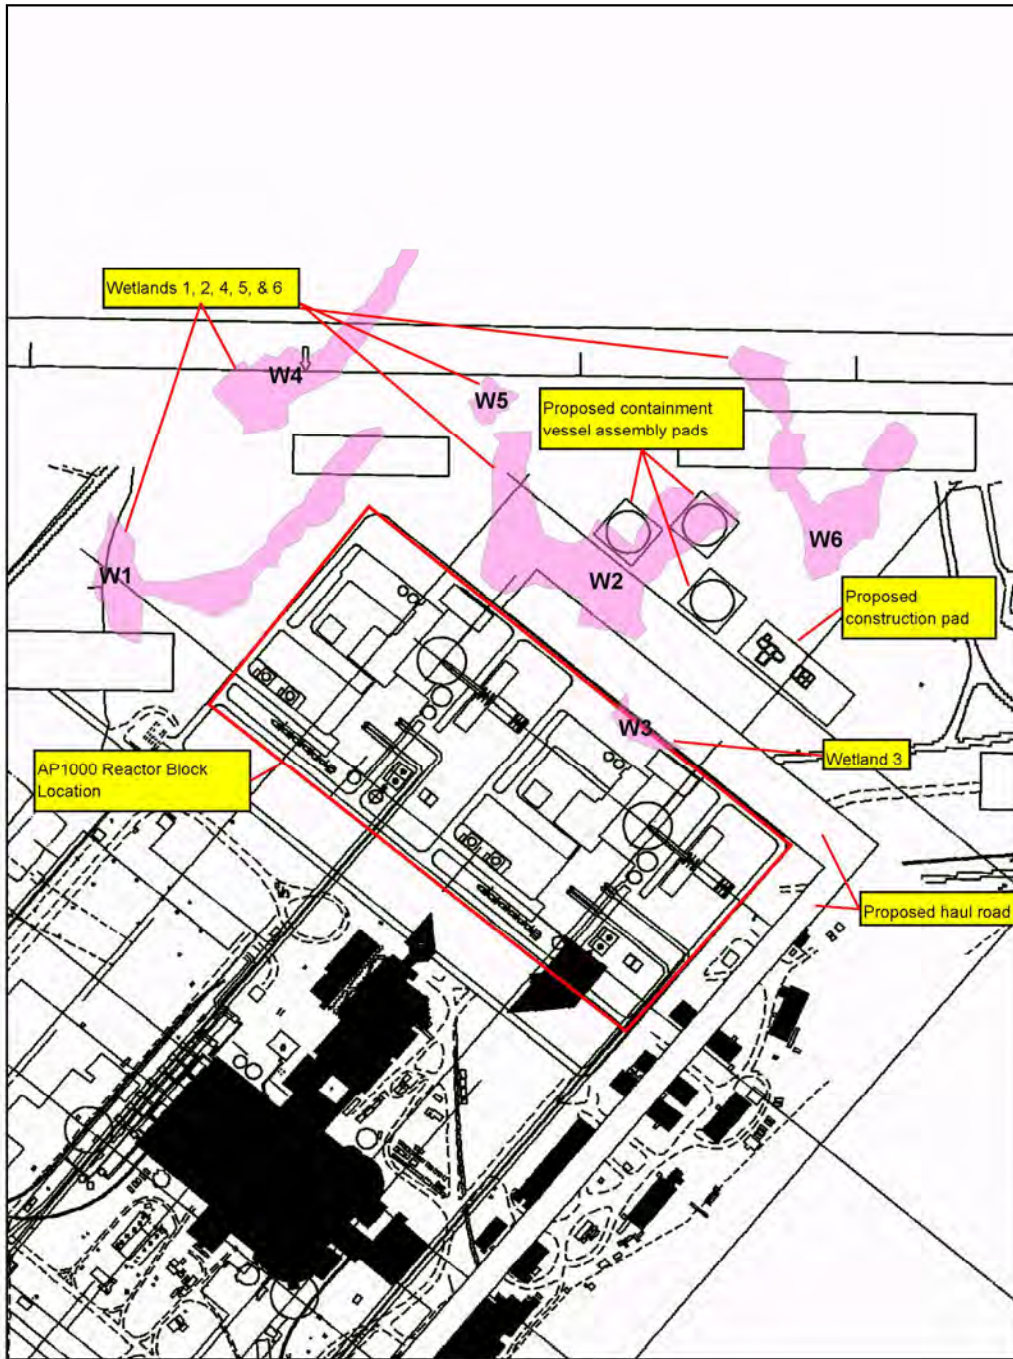 Wetlands 1, 2, 4, 5, & 6
W4
W5
Proposed containment
vessel assembly pads
W6
W1
W2
Proposed
construction pad
W3
Wetland 3
AP1000 Reactor Block
Location
Proposed haul road